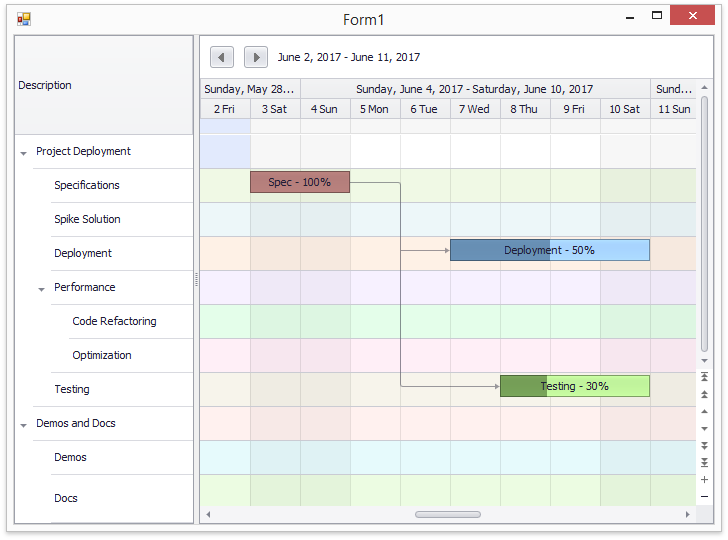 Form1
Description
June 2, 2017 - June 11, 2017
Sunday, May 28... Sunday, June 4, 2017 - Saturday, June 10, 2017 Sund...
2 Fri 3 Sat 4 Sun 5 Mon 6 Tue 7 Wed 8 Thu 9 Fri 10 Sat 11 Sun
Project Deployment
Specifications Spec - 100%
Spike Solution
Deployment Deployment - 50%
Performance
Code Refactoring
Optimization
Testing Testing - 30%
Demos and Docs
Demos
Docs